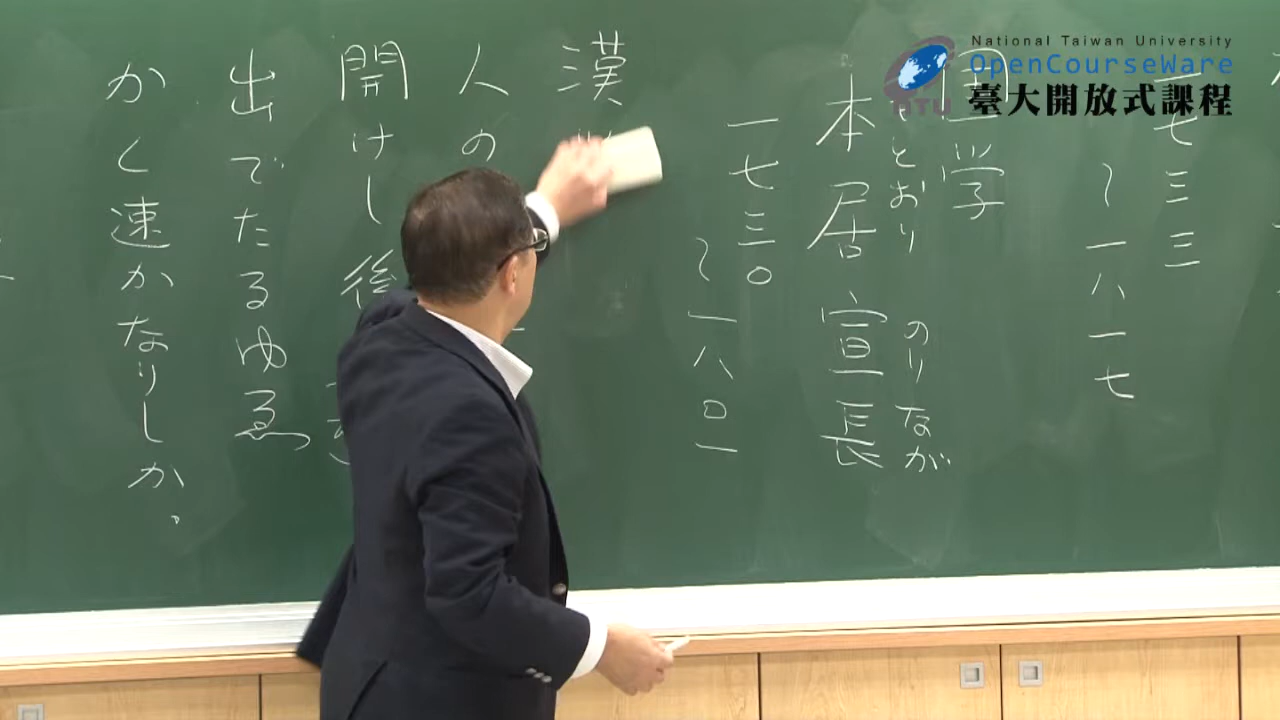 National Taiwan University
OpenCourseWare
臺大開放式課程
NTU
一七三三
~一八一七
国学
とおり のりなが
本居宣長
一七三〇
~一八〇一
漢
人の
開けし後
出でたるゆゑ
かく速かなりしか。